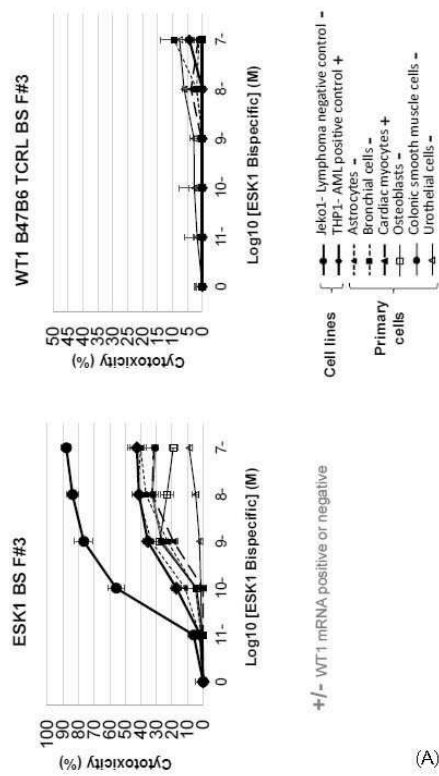 ESK1 BS F#3
Cytotoxicity (%)
100
90
80
70
60
50
40
30
20
10
0
0 11- 10- 9- 8- 7-
Log10 [ESK1 Bispecific] (M)
WT1 B47B6 TCRL BS F#3
Cytotoxicity (%)
50
45
40
35
30
25
20
15
10
5
0
0 11- 10- 9- 8- 7-
Log10 [ESK1 Bispecific] (M)
+/- WT1 mRNA positive or negative
Cell lines
Jeko1- Lymphoma negative control -
THP1- AML positive control +
Primary cells
Astrocytes -
Bronchial cells -
Cardiac myocytes +
Osteoblasts -
Colonic smooth muscle cells -
Urothelial cells -
(A)